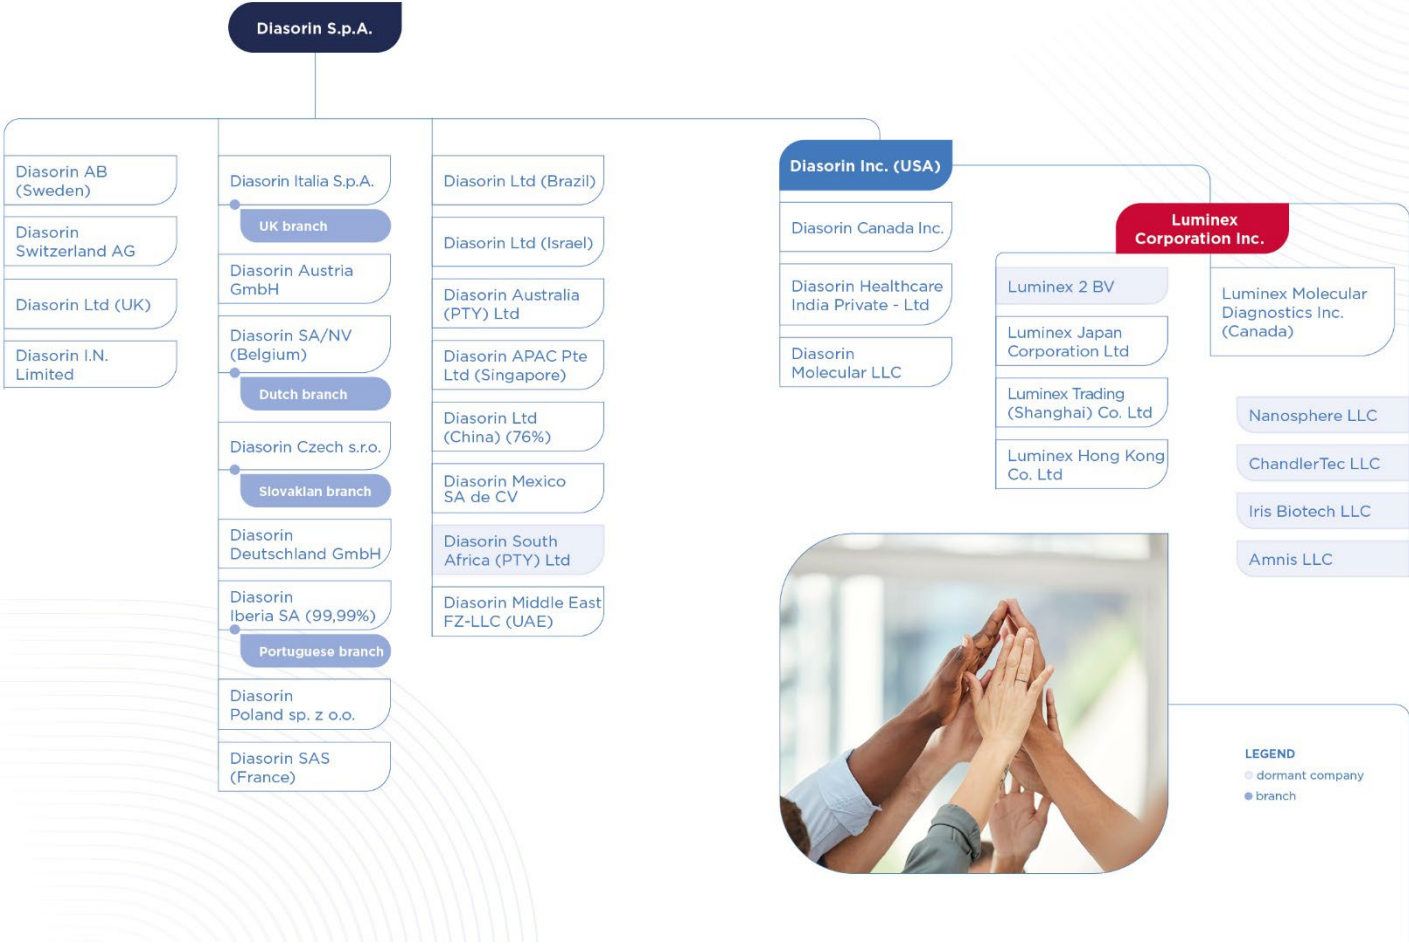 Diasorin S.p.A.
Diasorin AB
(Sweden)
Diasorin
Switzerland AG
Diasorin Ltd (UK)
Diasorin I.N.
Limited
Diasorin Italia S.p.A.
UK branch
Diasorin Austria
GmbH
Diasorin SA/NV
(Belgium)
Dutch branch
Diasorin Czech s.r.o.
Slovakian branch
Diasorin
Deutschland GmbH
Diasorin
Iberia SA (99,99%)
Portuguese branch
Diasorin
Poland sp. z o.o.
Diasorin SAS
(France)
Diasorin Ltd (Brazil)
Diasorin Ltd (Israel)
Diasorin Australia
(PTY) Ltd
Diasorin APAC Pte
Ltd (Singapore)
Diasorin Ltd
(China) (76%)
Diasorin Mexico
SA de CV
Diasorin South
Africa (PTY) Ltd
Diasorin Middle East
FZ-LLC (UAE)
Diasorin Inc. (USA)
Diasorin Canada Inc.
Diasorin Healthcare
India Private - Ltd
Diasorin
Molecular LLC
Luminex
Corporation Inc.
Luminex 2 BV
Luminex Japan
Corporation Ltd
Luminex Trading
(Shanghai) Co. Ltd
Luminex Hong Kong
Co. Ltd
Luminex Molecular
Diagnostics Inc.
(Canada)
Nanosphere LLC
ChandlerTec LLC
Iris Biotech LLC
Amnis LLC
LEGEND
dormant company
branch